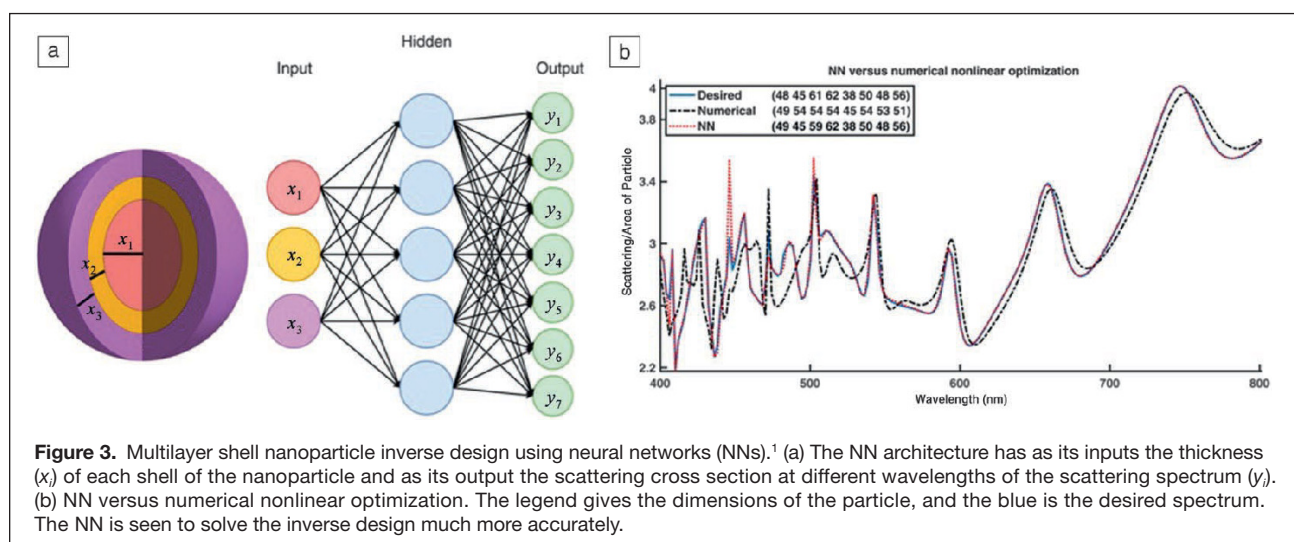 a
Input
Hidden
Output
x1
x2
x3
x1
x2
x3
y1
y2
y3
y4
y5
y6
y7
b
NN versus numerical nonlinear optimization
Desired (48 45 61 62 38 50 48 56)
Numerical (49 54 54 54 45 54 53 51)
NN (49 45 59 62 38 50 48 56)
Scattering/Area of Particle
4
3.4
3
2.6
2.2
400
500
600
700
800
Wavelength (nm)
Figure 3. Multilayer shell nanoparticle inverse design using neural networks (NNs).1 (a) The NN architecture has as its inputs the thickness
(xi) of each shell of the nanoparticle and as its output the scattering cross section at different wavelengths of the scattering spectrum (yi).
(b) NN versus numerical nonlinear optimization. The legend gives the dimensions of the particle, and the blue is the desired spectrum.
The NN is seen to solve the inverse design much more accurately.